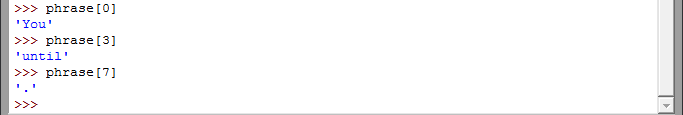 >>> phrase[0]
'You'
>>> phrase[3]
'until'
>>> phrase[7]
'.'
>>>